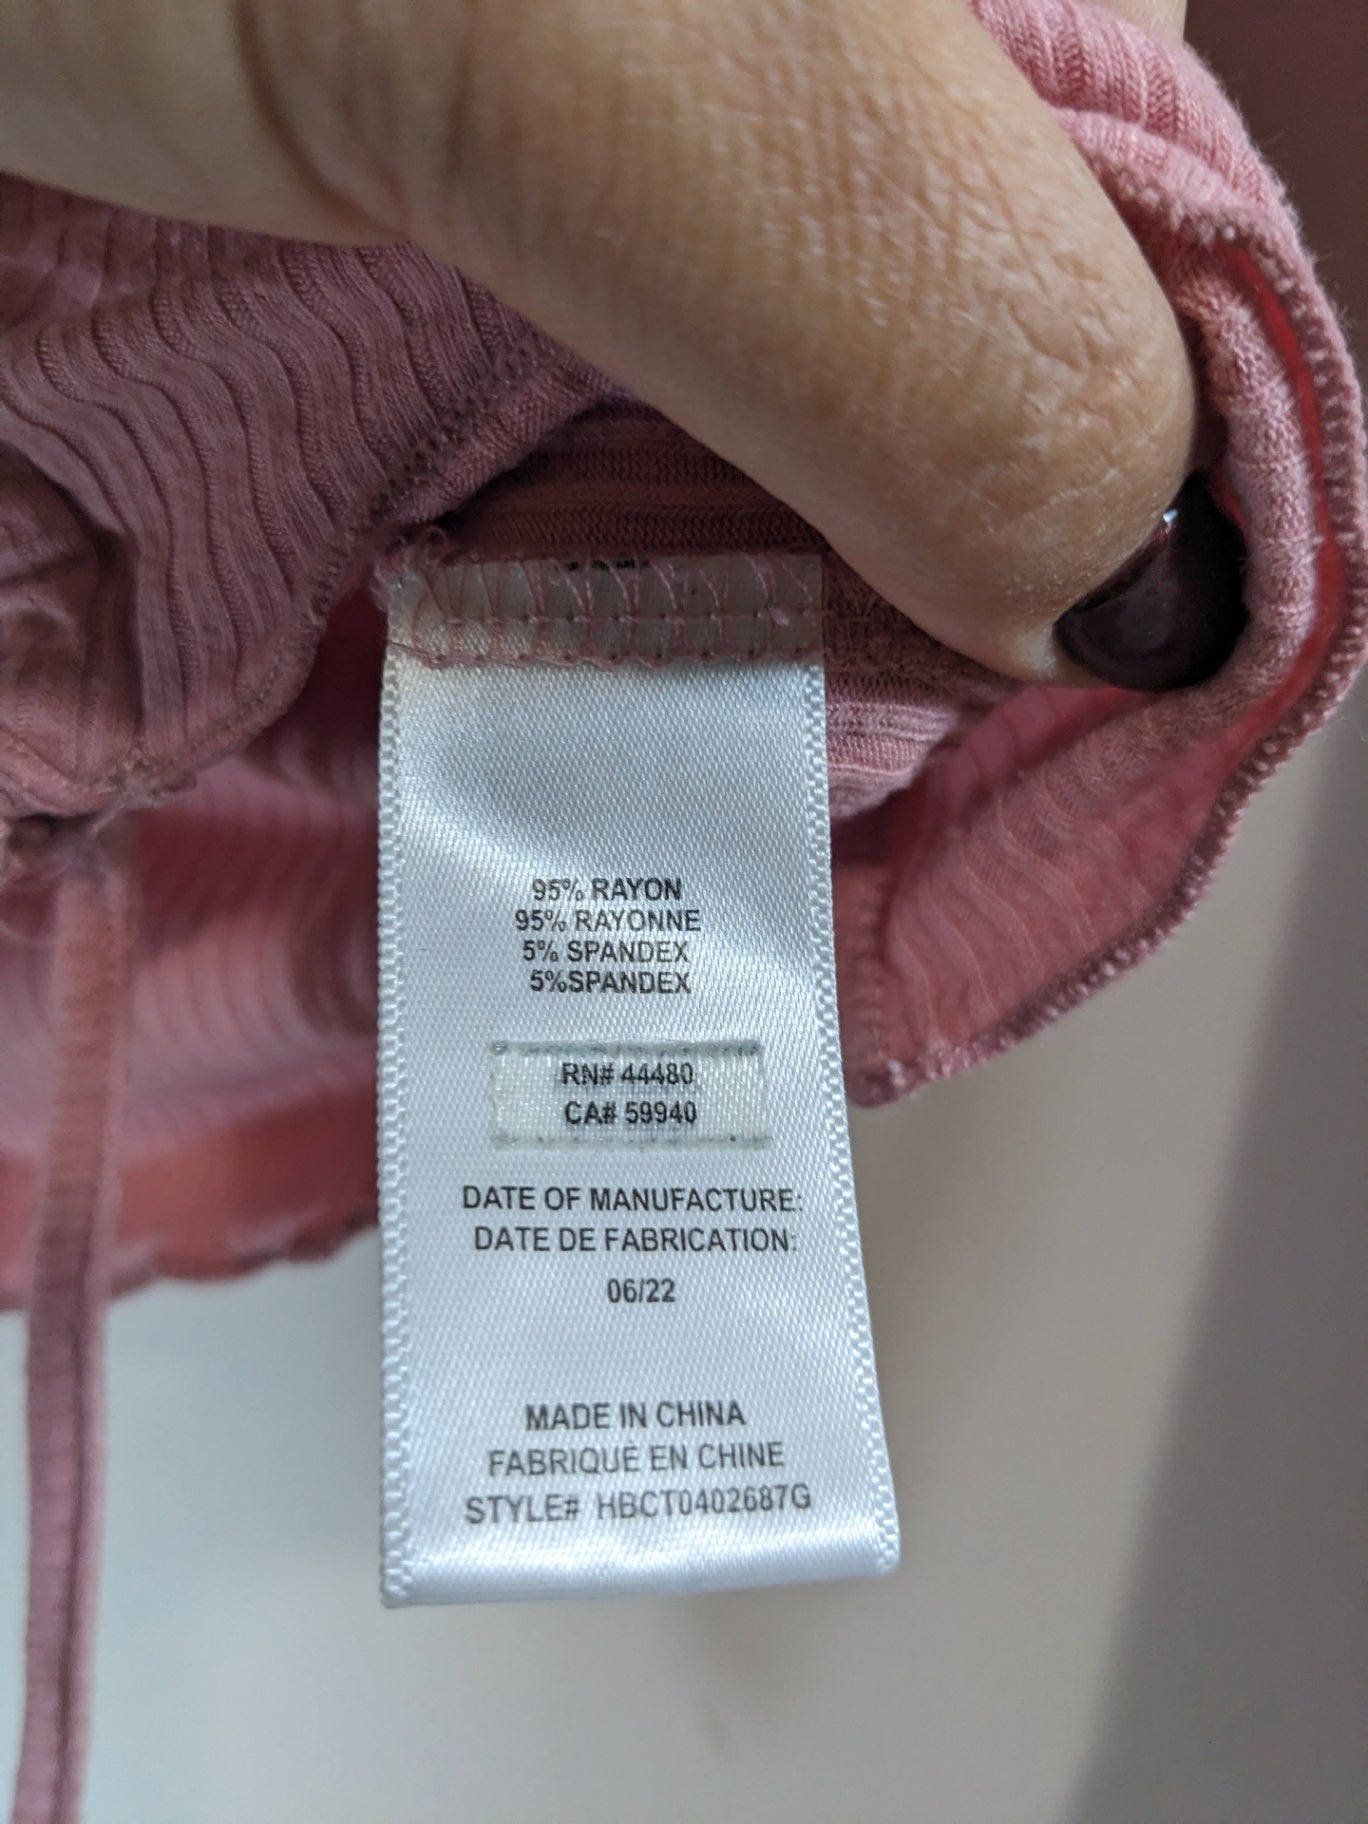 95% RAYON
95% RAYONNE
5% SPANDEX
5%SPANDEX
RN# 44480
CA# 59940
DATE OF MANUFACTURE:
DATE DE FABRICATION:
06/22
MADE IN CHINA
FABRIQUÉ EN CHINE
STYLE# HBCT0402687G